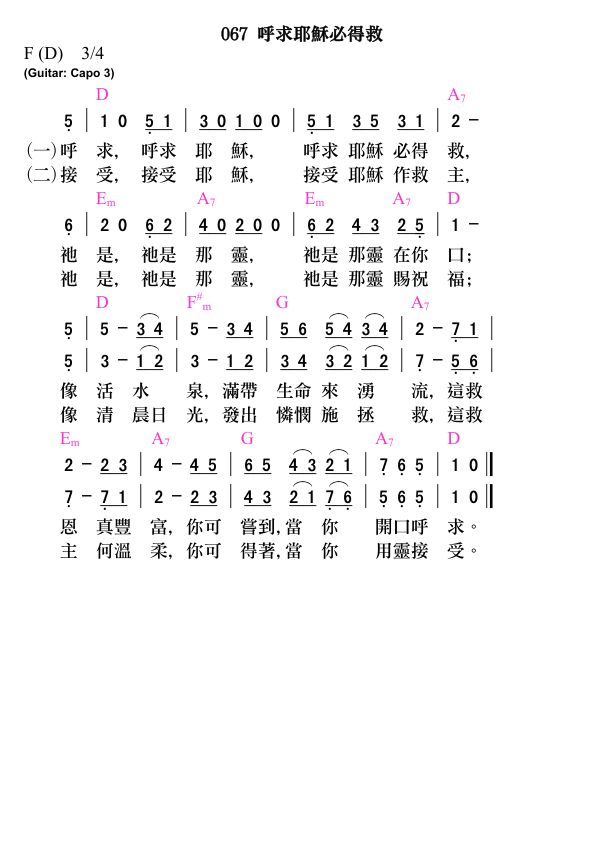 067 呼求耶穌必得救
F (D) 3/4
(Guitar: Capo 3)
D A7
5 | 1 0 5 1 | 3 0 1 0 0 | 5 1 3 5 3 1 | 2 −
(一)呼 求, 呼求 耶 穌, 呼求 耶穌 必得 救,
(二)接 受, 接受 耶 穌, 接受 耶穌 作救 主,
Em A7 Em A7 D
6 | 2 0 6 2 | 4 0 2 0 0 | 6 2 4 3 2 5 | 1 −
祂 是, 祂是 那 靈, 祂是 那靈 在你 口;
祂 是, 祂是 那 靈, 祂是 那靈 賜祝 福;
D F#m G A7
5 | 5 − 3 4 | 5 − 3 4 | 5 6 5 4 3 4 | 2 − 7 1 |
5 | 3 − 1 2 | 3 − 1 2 | 3 4 3 2 1 2 | 7 − 5 6 |
像 活 水 泉, 滿帶 生命 來 湧 流, 這救
像 清 晨日 光, 發出 憐憫 施 拯 救, 這救
Em A7 G A7 D
2 − 2 3 | 4 − 4 5 | 6 5 4 3 2 1 | 7 6 5 | 1 0 ‖
7 − 7 1 | 2 − 2 3 | 4 3 2 1 7 6 | 5 6 5 | 1 0 ‖
恩 真豐 富, 你可 嘗到, 當 你 開口呼 求。
主 何溫 柔, 你可 得著, 當 你 用靈接 受。